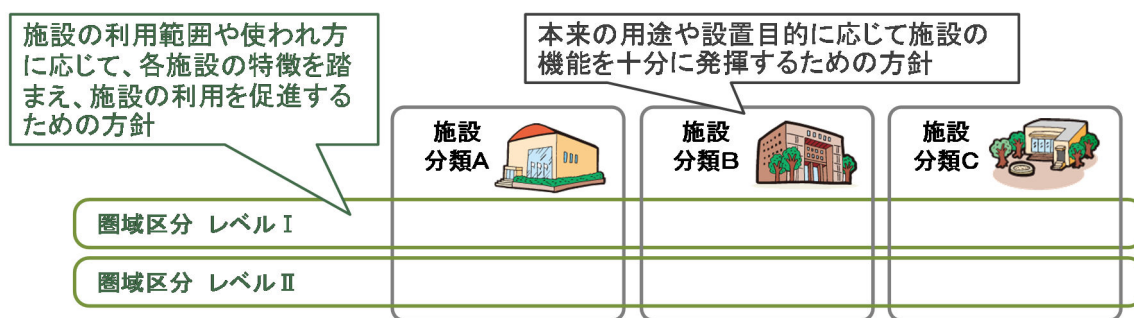 施設の利用範囲や使われ方
に応じて、各施設の特徴を踏
まえ、施設の利用を促進する
ための方針
本来の用途や設置目的に応じて施設の
機能を十分に発揮するための方針
施設
分類A
施設
分類B
施設
分類C
圏域区分 レベルⅠ
圏域区分 レベルⅡ